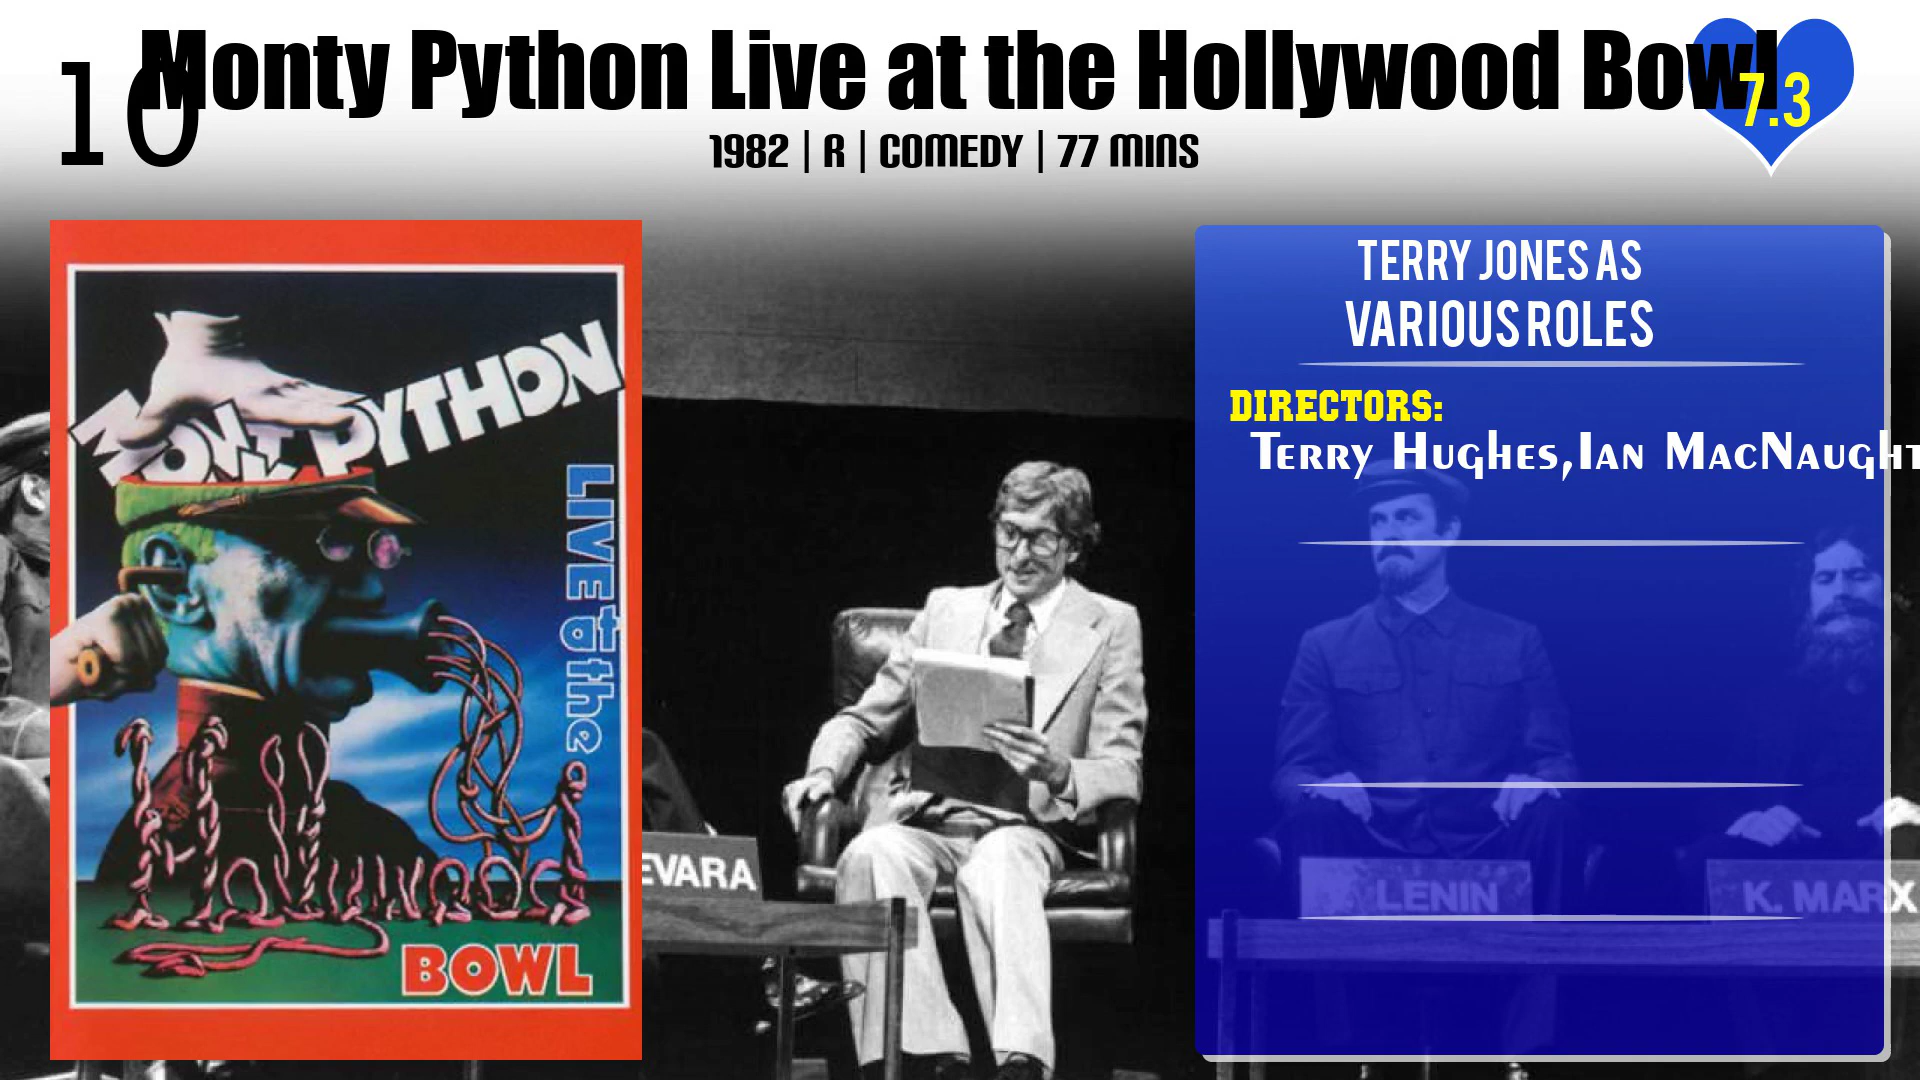 10
Monty Python Live at the Hollywood Bowl
7.3
1982 | R | COMEDY | 77 MINS
MONTY PYTHON
LIVE at the
Hollywood
BOWL
TERRY JONES AS
VARIOUS ROLES
DIRECTORS:
Terry Hughes,Ian MacNaught
EVARA
LENIN
K. MARX